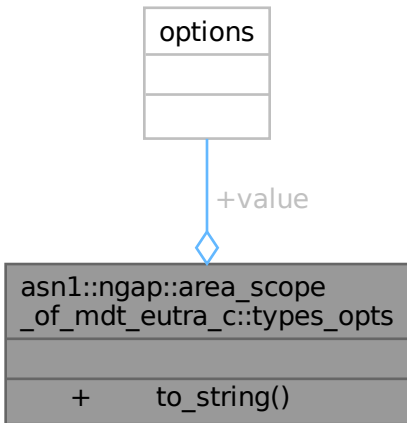 options
+value
asn1::ngap::area_scope
_of_mdt_eutra_c::types_opts
+ to_string()